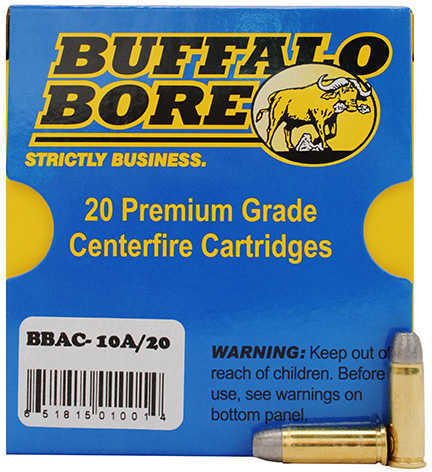 BUFFALO
BORE
STRICTLY BUSINESS.
20 Premium Grade
Centerfire Cartridges
BBAC- 10A/20
6 51815 01001 4
WARNING: Keep out of
reach of children. Before
use, see warnings on
bottom panel.